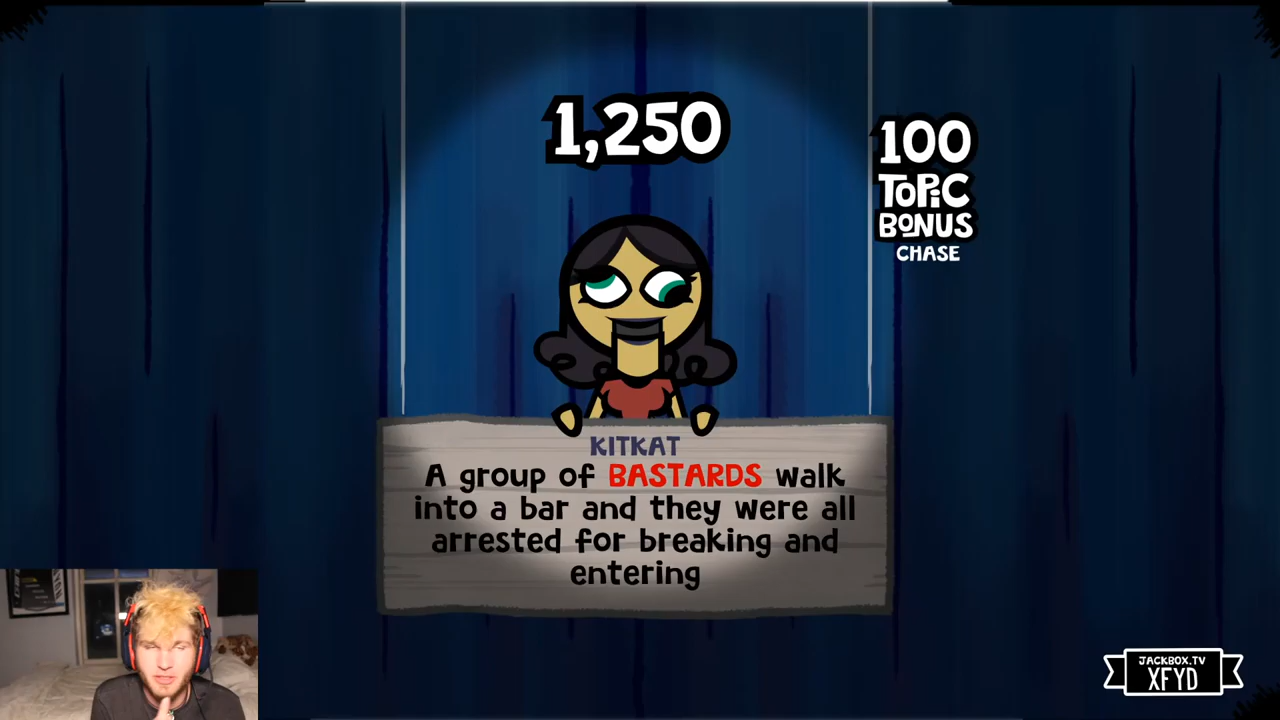 1,250
100
TOPIC
BONUS
CHASE
KITKAT
A group of BASTARDS walk
into a bar and they were all
arrested for breaking and
entering
JACKBOX.TV
XFYD